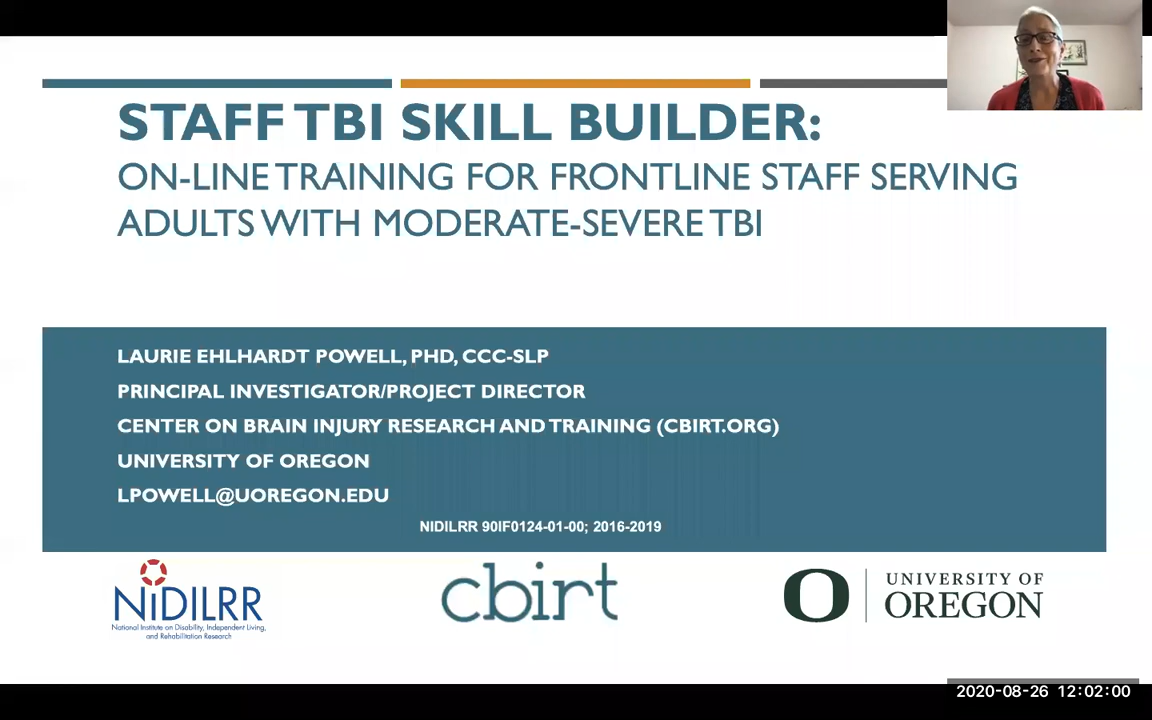 STAFF TBI SKILL BUILDER:
ON-LINE TRAINING FOR FRONTLINE STAFF SERVING
ADULTS WITH MODERATE-SEVERE TBI
LAURIE EHLHARDT POWELL, PHD, CCC-SLP
PRINCIPAL INVESTIGATOR/PROJECT DIRECTOR
CENTER ON BRAIN INJURY RESEARCH AND TRAINING (CBIRT.ORG)
UNIVERSITY OF OREGON
LPOWELL@UOREGON.EDU
NIDILRR 90IF0124-01-00; 2016-2019
NiDILRR
National Institute on Disability, Independent Living,
and Rehabilitation Research
cbirt
O
UNIVERSITY OF
OREGON
2020-08-26 12:02:00